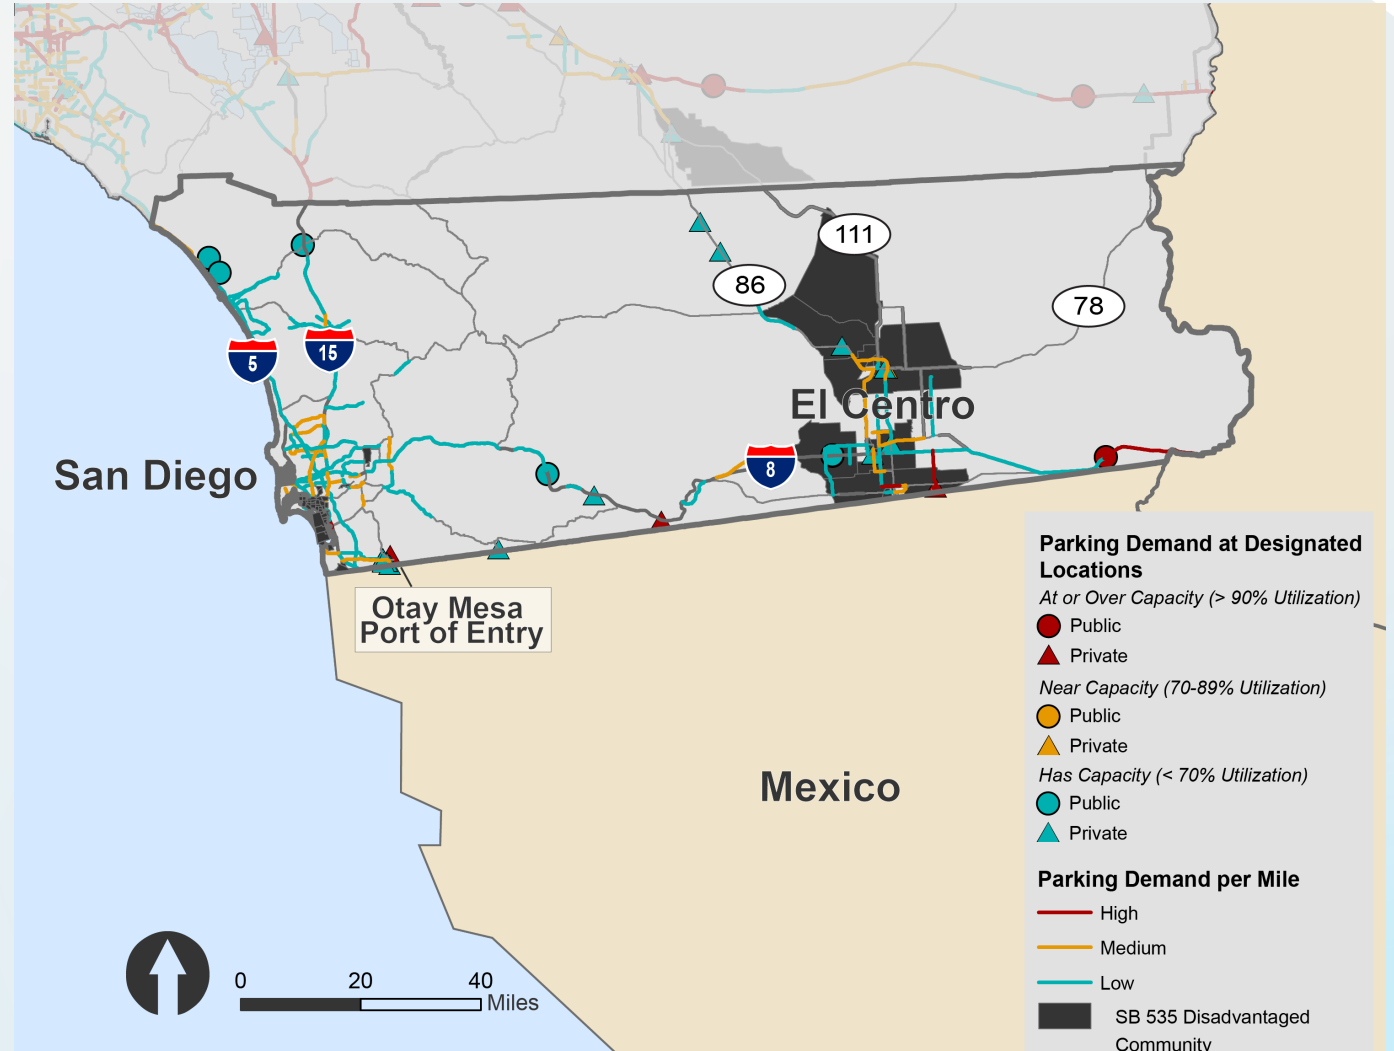 111
86
78
5
15
El Centro
8
San Diego
Otay Mesa
Port of Entry
Mexico
Parking Demand at Designated
Locations
At or Over Capacity (> 90% Utilization)
Public
Private
Near Capacity (70-89% Utilization)
Public
Private
Has Capacity (< 70% Utilization)
Public
Private
Parking Demand per Mile
High
Medium
Low
SB 535 Disadvantaged
Community
0 20 40
Miles